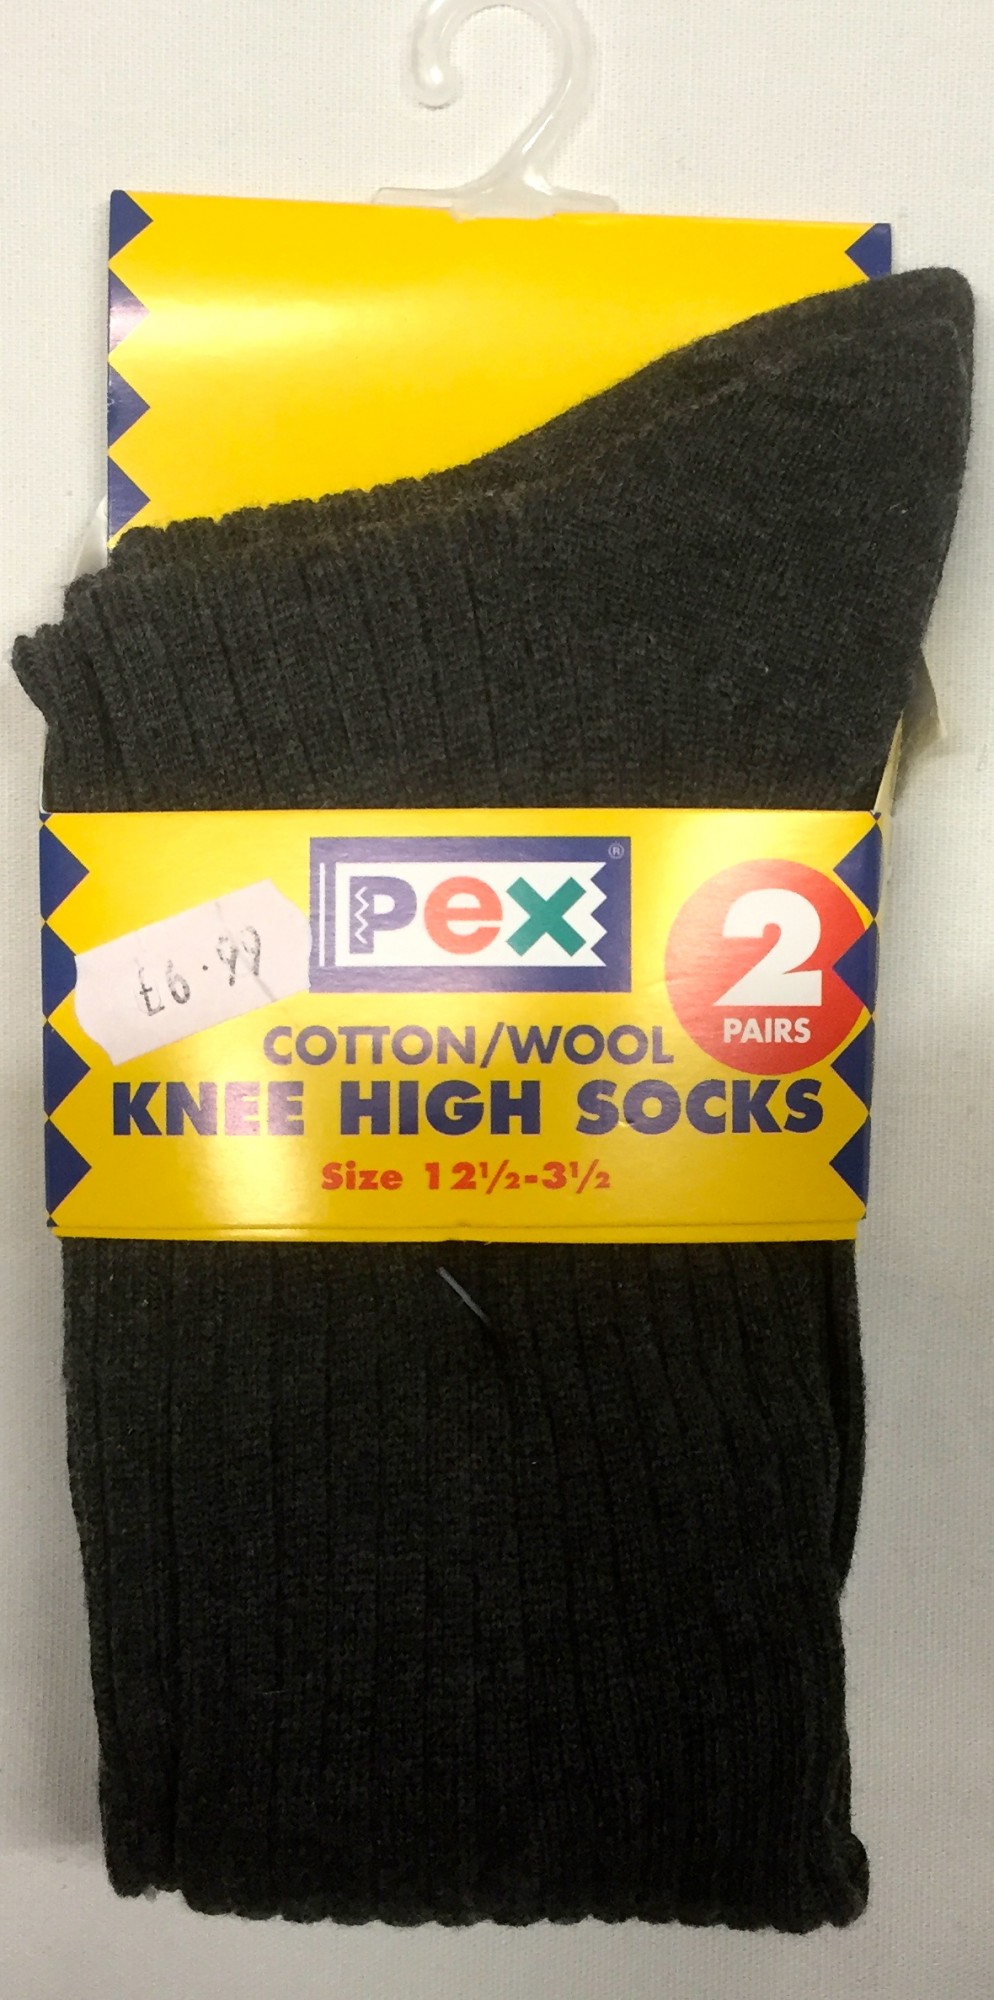 pex®
£6.99
2
PAIRS
COTTON/WOOL
KNEE HIGH SOCKS
Size 12½-3½